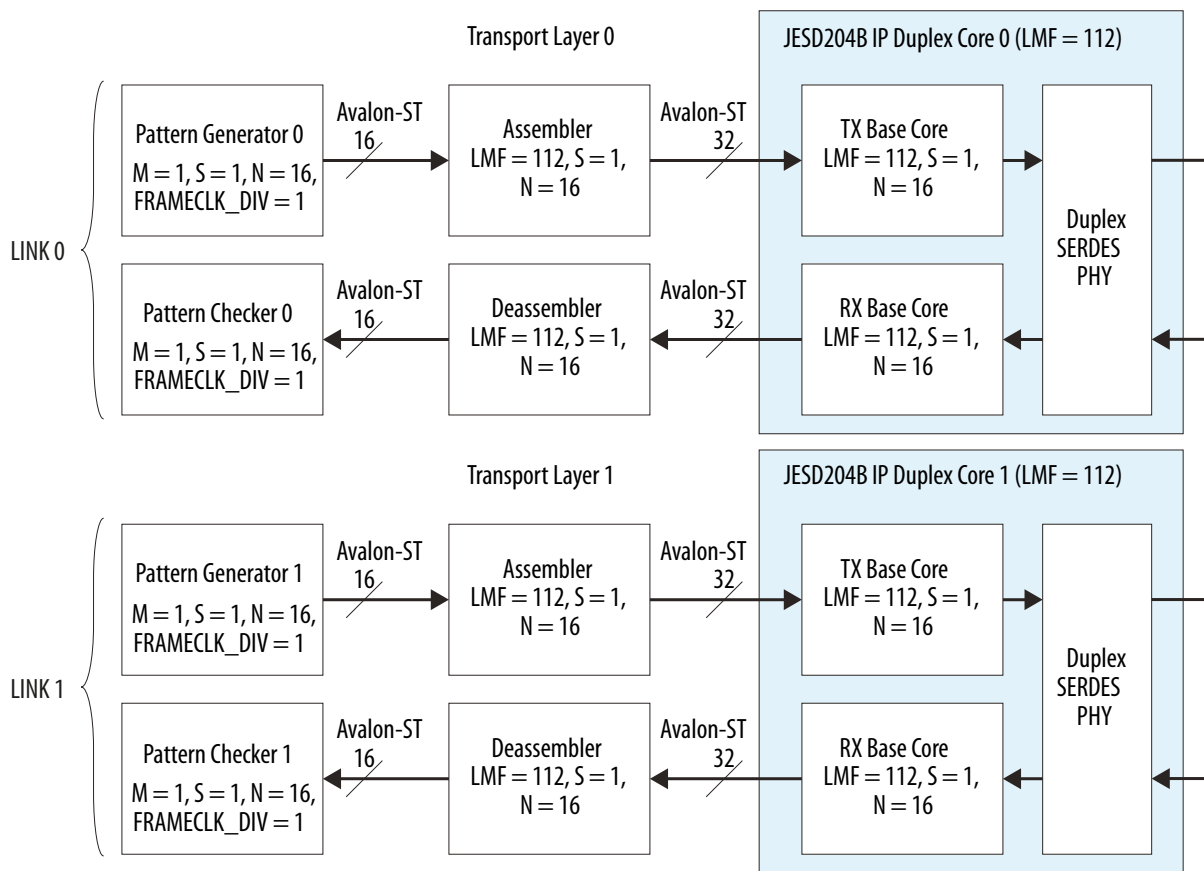 Transport Layer 0
JESD204B IP Duplex Core 0 (LMF = 112)
LINK 0
Pattern Generator 0
M = 1, S = 1, N = 16,
FRAMECLK_DIV = 1
Avalon-ST
16
Assembler
LMF = 112, S = 1,
N = 16
Avalon-ST
32
TX Base Core
LMF = 112, S = 1,
N = 16
Duplex
SERDES
PHY
Pattern Checker 0
M = 1, S = 1, N = 16,
FRAMECLK_DIV = 1
Avalon-ST
16
Deassembler
LMF = 112, S = 1,
N = 16
Avalon-ST
32
RX Base Core
LMF = 112, S = 1,
N = 16
Transport Layer 1
JESD204B IP Duplex Core 1 (LMF = 112)
LINK 1
Pattern Generator 1
M = 1, S = 1, N = 16,
FRAMECLK_DIV = 1
Avalon-ST
16
Assembler
LMF = 112, S = 1,
N = 16
Avalon-ST
32
TX Base Core
LMF = 112, S = 1,
N = 16
Duplex
SERDES
PHY
Pattern Checker 1
M = 1, S = 1, N = 16,
FRAMECLK_DIV = 1
Avalon-ST
16
Deassembler
LMF = 112, S = 1,
N = 16
Avalon-ST
32
RX Base Core
LMF = 112, S = 1,
N = 16